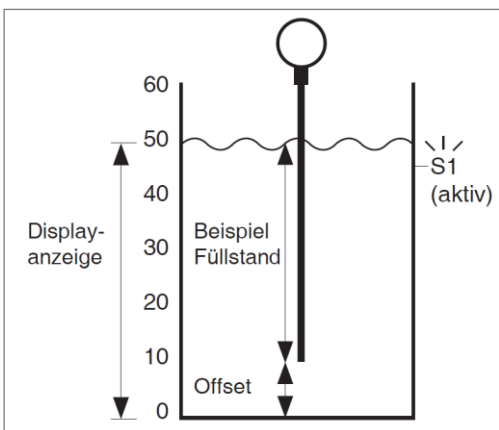 60
50
40
30
20
10
0
Display-
anzeige
Beispiel
Füllstand
Offset
S1
(aktiv)